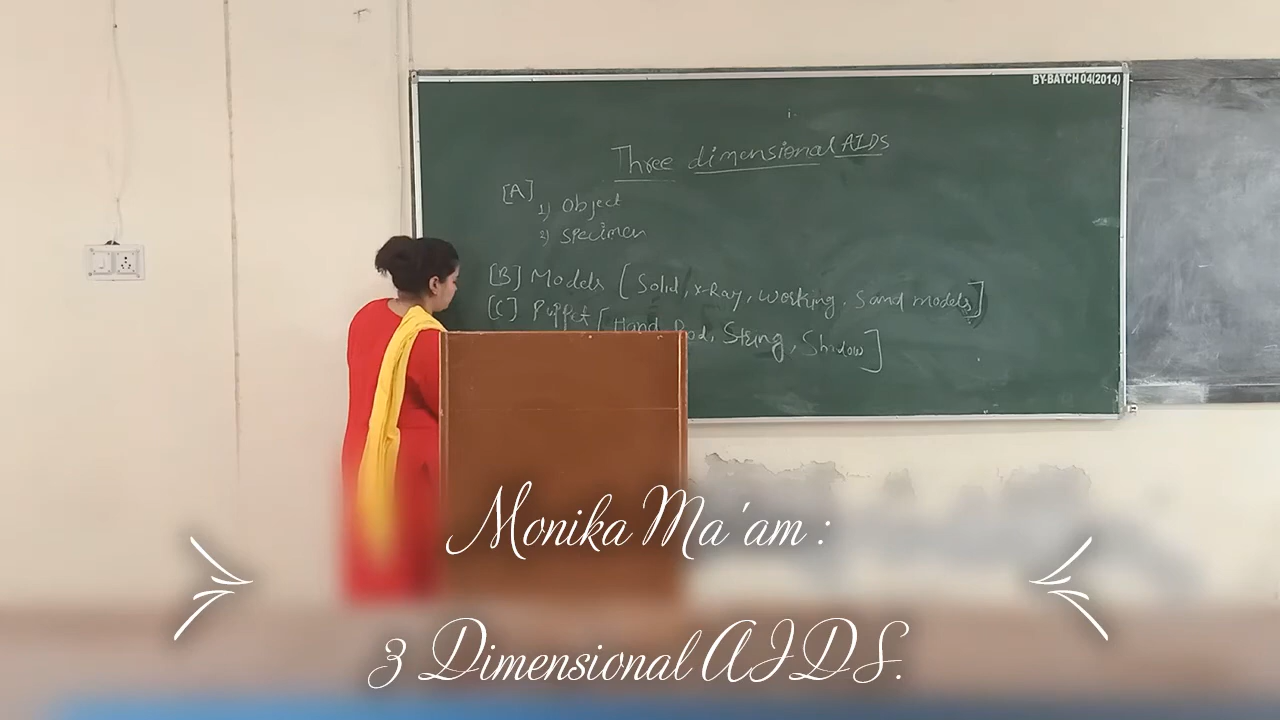 BY-BATCH 04(2014)
Three dimensional AIDS
[A]
1) Object
2) Specimen
[B] Models [Solid, X-Ray, Working, Sand models]
[C] Puppet [Hand, Rod, String, Shadow]
Monika Ma'am :
3 Dimensional AIDS.